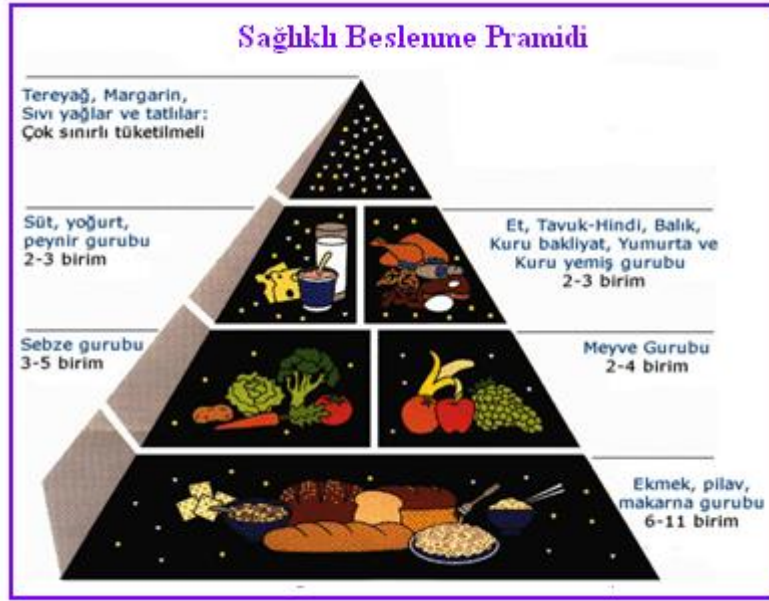 Sağlıklı Beslenme Pramidi
Tereyağ, Margarin,
Sıvı yağlar ve tatlılar:
Çok sınırlı tüketilmeli
Süt, yoğurt,
peynir gurubu
2-3 birim
Et, Tavuk-Hindi, Balık,
Kuru bakliyat, Yumurta ve
Kuru yemiş gurubu
2-3 birim
Sebze gurubu
3-5 birim
Meyve Gurubu
2-4 birim
Ekmek, pilav,
makarna gurubu
6-11 birim